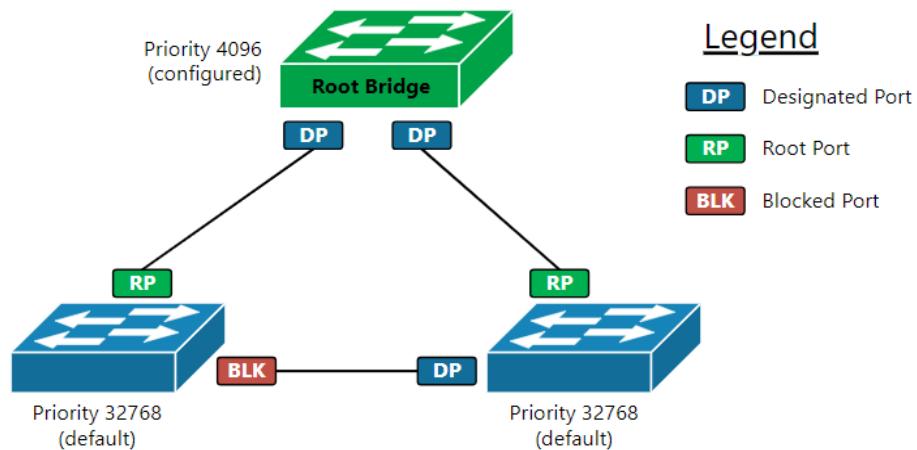 Priority 4096
(configured)
Root Bridge
Legend
DP Designated Port
RP Root Port
BLK Blocked Port
DP DP
RP RP
BLK DP
Priority 32768
(default)
Priority 32768
(default)